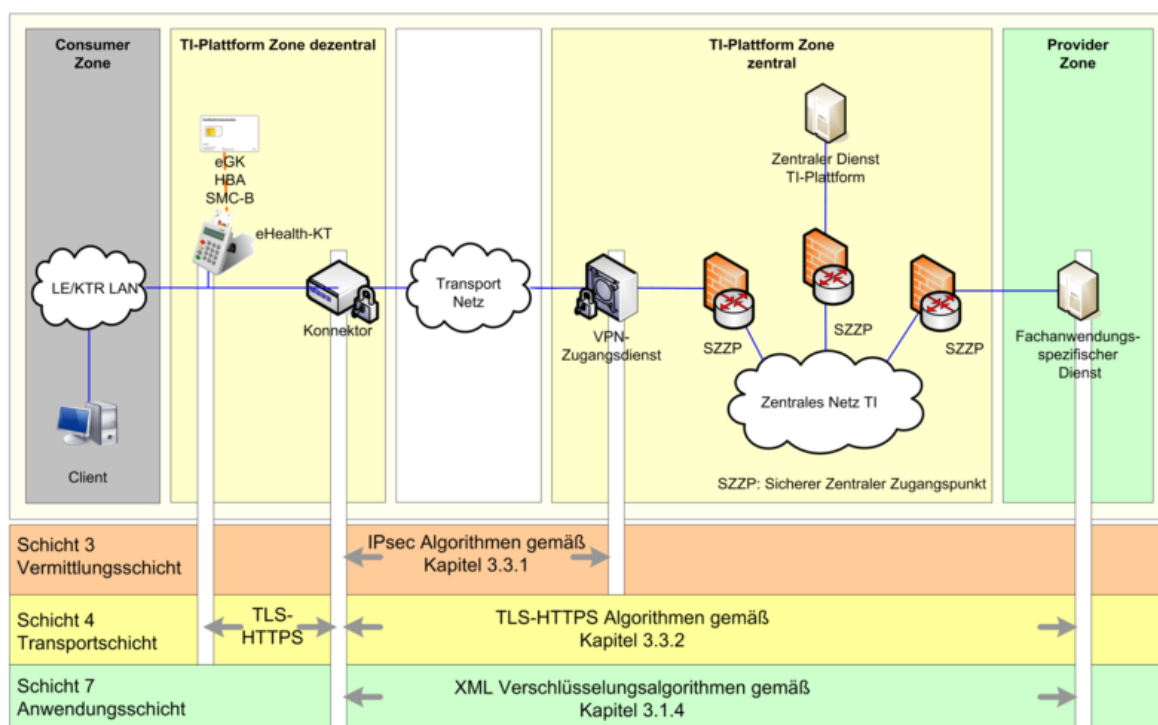 Consumer
Zone
TI-Plattform Zone dezentral
TI-Plattform Zone
zentral
Provider
Zone
eGK
HBA
SMC-B
eHealth-KT
LE/KTR LAN
Konnektor
Transport
Netz
VPN-
Zugangsdienst
Zentraler Dienst
TI-Plattform
SZZP
SZZP
SZZP
Fachanwendungs-
spezifischer
Dienst
Zentrales Netz TI
Client
SZZP: Sicherer Zentraler Zugangspunkt
Schicht 3
Vermittlungsschicht
IPsec Algorithmen gemäß
Kapitel 3.3.1
Schicht 4
Transportschicht
TLS-
HTTPS
TLS-HTTPS Algorithmen gemäß
Kapitel 3.3.2
Schicht 7
Anwendungsschicht
XML Verschlüsselungsalgorithmen gemäß
Kapitel 3.1.4